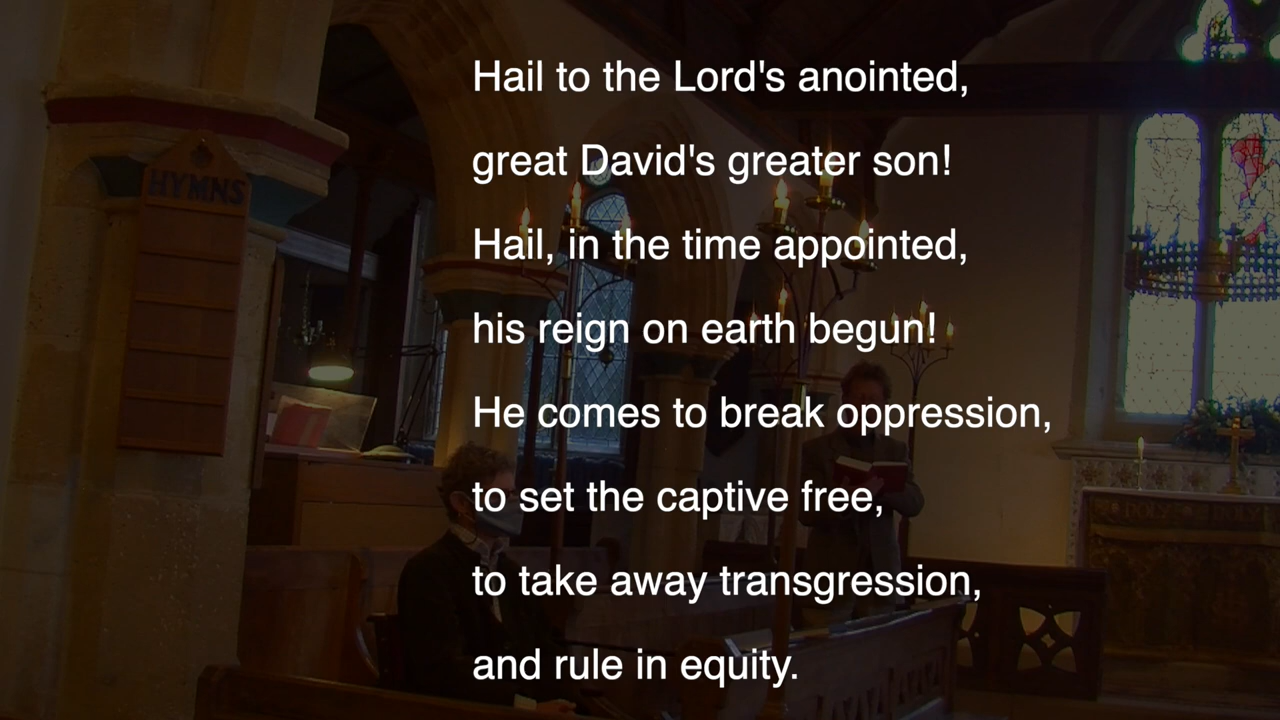 Hail to the Lord's anointed,
great David's greater son!
Hail, in the time appointed,
his reign on earth begun!
He comes to break oppression,
to set the captive free,
to take away transgression,
and rule in equity.
HYMNS
HOLY HOLY